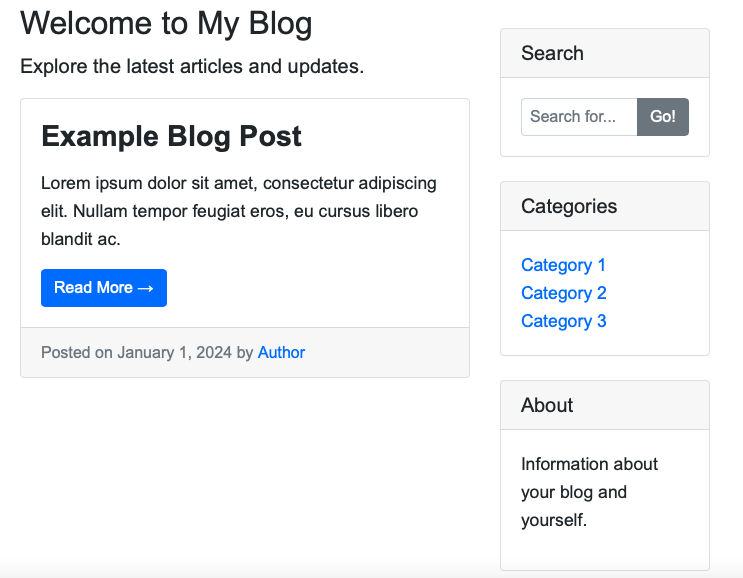 Welcome to My Blog
Explore the latest articles and updates.
Example Blog Post
Lorem ipsum dolor sit amet, consectetur adipiscing
elit. Nullam tempor feugiat eros, eu cursus libero
blandit ac.
Read More →
Posted on January 1, 2024 by Author
Search
Search for... Go!
Categories
Category 1
Category 2
Category 3
About
Information about
your blog and
yourself.